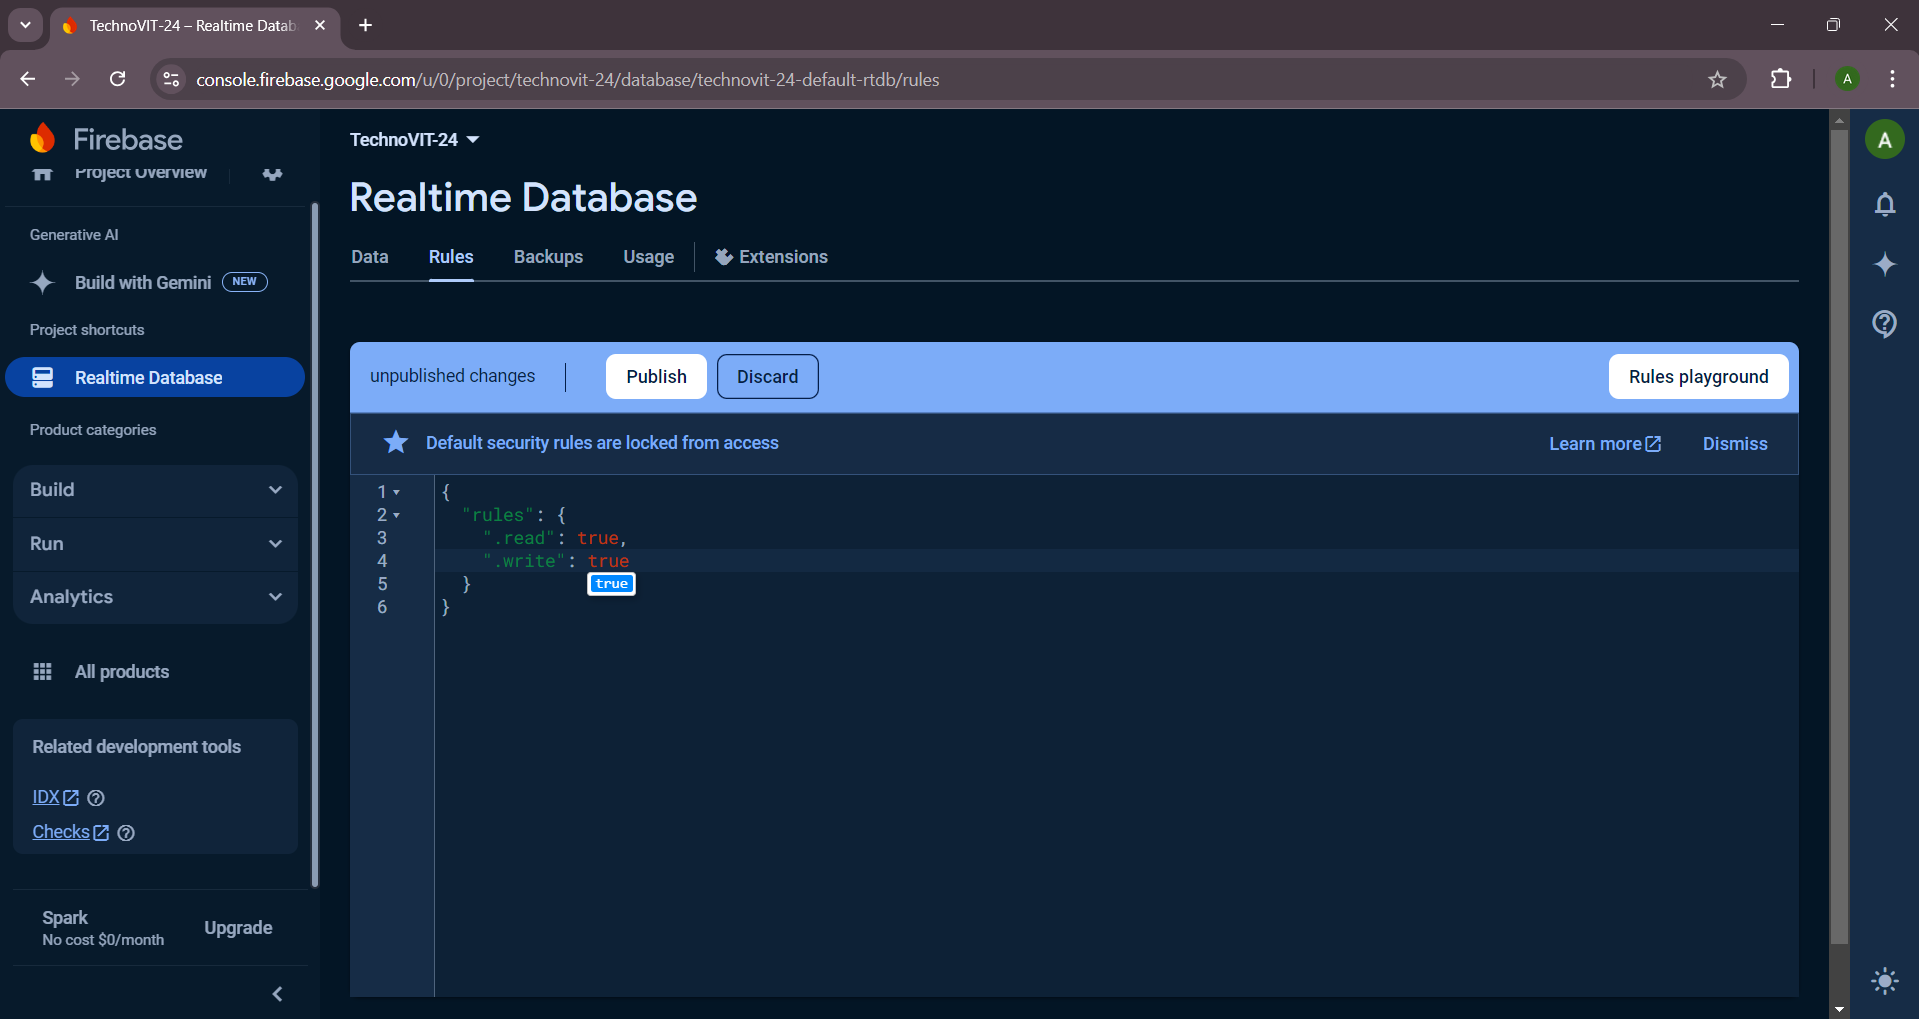 TechnoVIT-24 – Realtime Datab
console.firebase.google.com/u/0/project/technovit-24/database/technovit-24-default-rtdb/rules
A
Firebase
Project Overview
Generative AI
Build with Gemini NEW
Project shortcuts
Realtime Database
Product categories
Build
Run
Analytics
All products
Related development tools
IDX
Checks
Spark
No cost $0/month
Upgrade
TechnoVIT-24
Realtime Database
Data Rules Backups Usage Extensions
unpublished changes Publish Discard Rules playground
Default security rules are locked from access Learn more Dismiss
1 {
2 "rules": {
3 ".read": true,
4 ".write": true
true
5 }
6 }
A